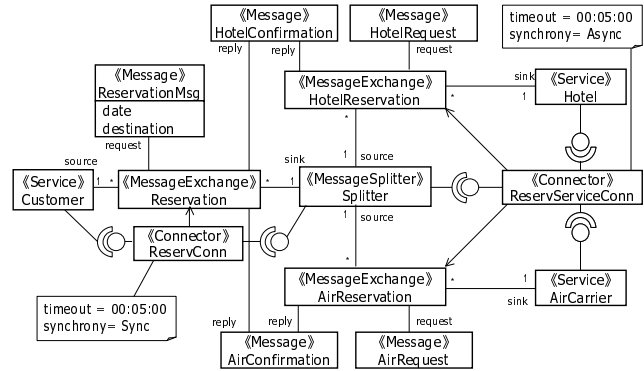 《Message》
HotelConfirmation
《Message》
HotelRequest
timeout = 00:05:00
synchrony= Async
reply
reply
request
《Message》
ReservationMsg
date
destination
《MessageExchange》
HotelReservation
sink
*
1
《Service》
Hotel
request
*
source
sink
1
source
《Service》
Customer
1
*
《MessageExchange》
Reservation
*
1
《MessageSplitter》
Splitter
《Connector》
ReservServiceConn
1
source
《Connector》
ReservConn
*
timeout = 00:05:00
synchrony= Sync
《MessageExchange》
AirReservation
*
1
sink
《Service》
AirCarrier
reply
reply
request
《Message》
AirConfirmation
《Message》
AirRequest